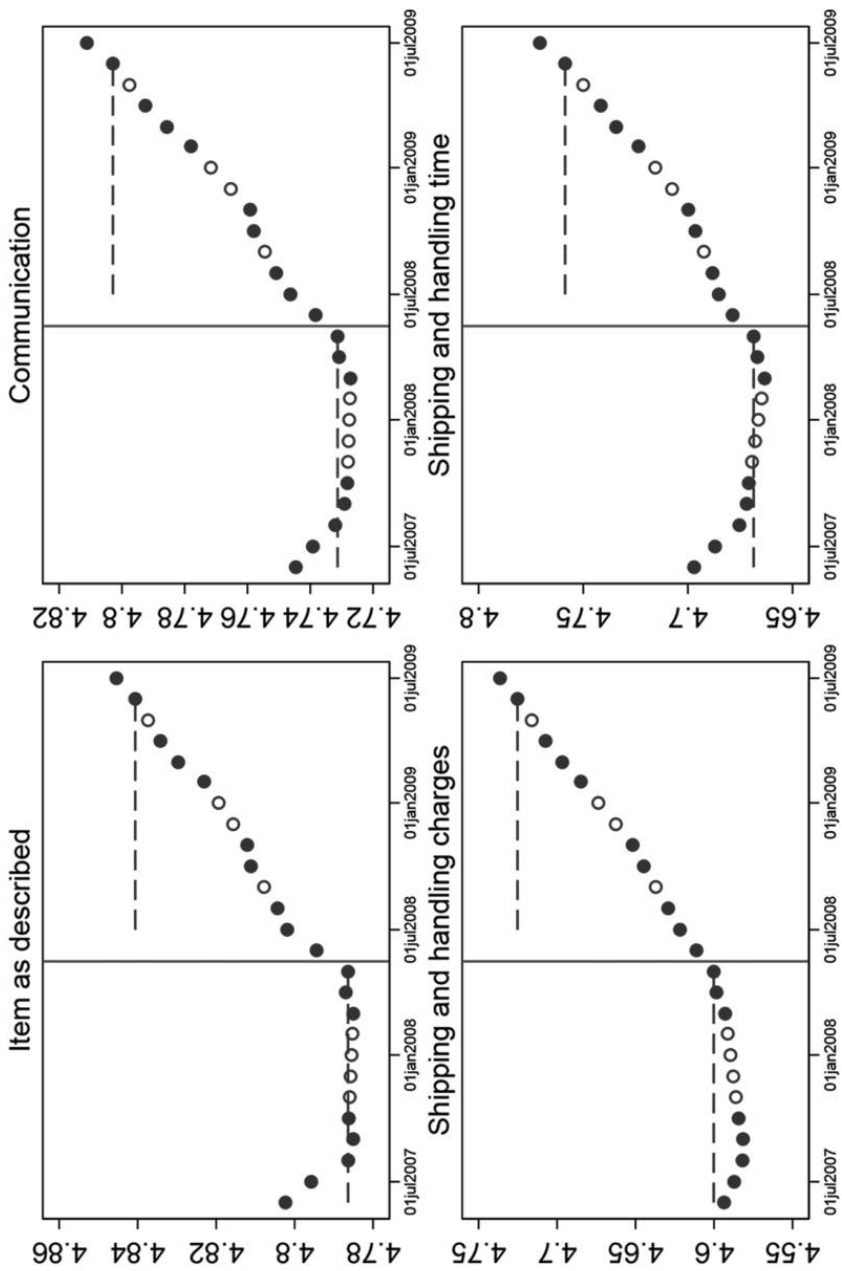 Item as described
4.86
4.84
4.82
4.8
4.78
01jul2007
01jan2008
01jul2008
01jan2009
01jul2009
Communication
4.82
4.8
4.78
4.76
4.74
4.72
01jul2007
01jan2008
01jul2008
01jan2009
01jul2009
Shipping and handling charges
4.75
4.7
4.65
4.6
4.55
01jul2007
01jan2008
01jul2008
01jan2009
01jul2009
Shipping and handling time
4.8
4.75
4.7
4.65
01jul2007
01jan2008
01jul2008
01jan2009
01jul2009